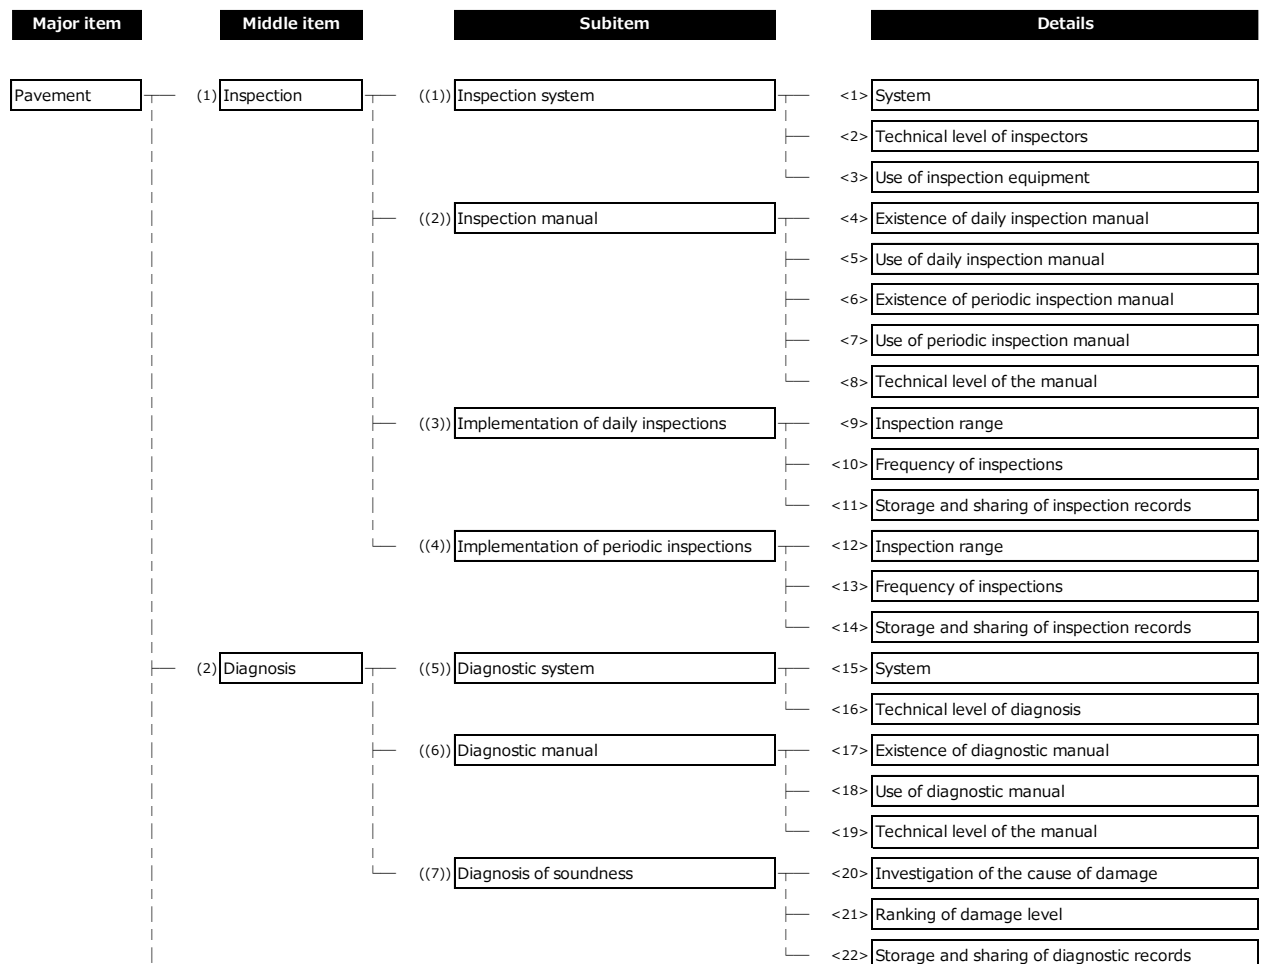 Major item Middle item Subitem Details
Pavement (1) Inspection ((1)) Inspection system <1> System
<2> Technical level of inspectors
<3> Use of inspection equipment
((2)) Inspection manual <4> Existence of daily inspection manual
<5> Use of daily inspection manual
<6> Existence of periodic inspection manual
<7> Use of periodic inspection manual
<8> Technical level of the manual
((3)) Implementation of daily inspections <9> Inspection range
<10> Frequency of inspections
<11> Storage and sharing of inspection records
((4)) Implementation of periodic inspections <12> Inspection range
<13> Frequency of inspections
<14> Storage and sharing of inspection records
(2) Diagnosis ((5)) Diagnostic system <15> System
<16> Technical level of diagnosis
((6)) Diagnostic manual <17> Existence of diagnostic manual
<18> Use of diagnostic manual
<19> Technical level of the manual
((7)) Diagnosis of soundness <20> Investigation of the cause of damage
<21> Ranking of damage level
<22> Storage and sharing of diagnostic records